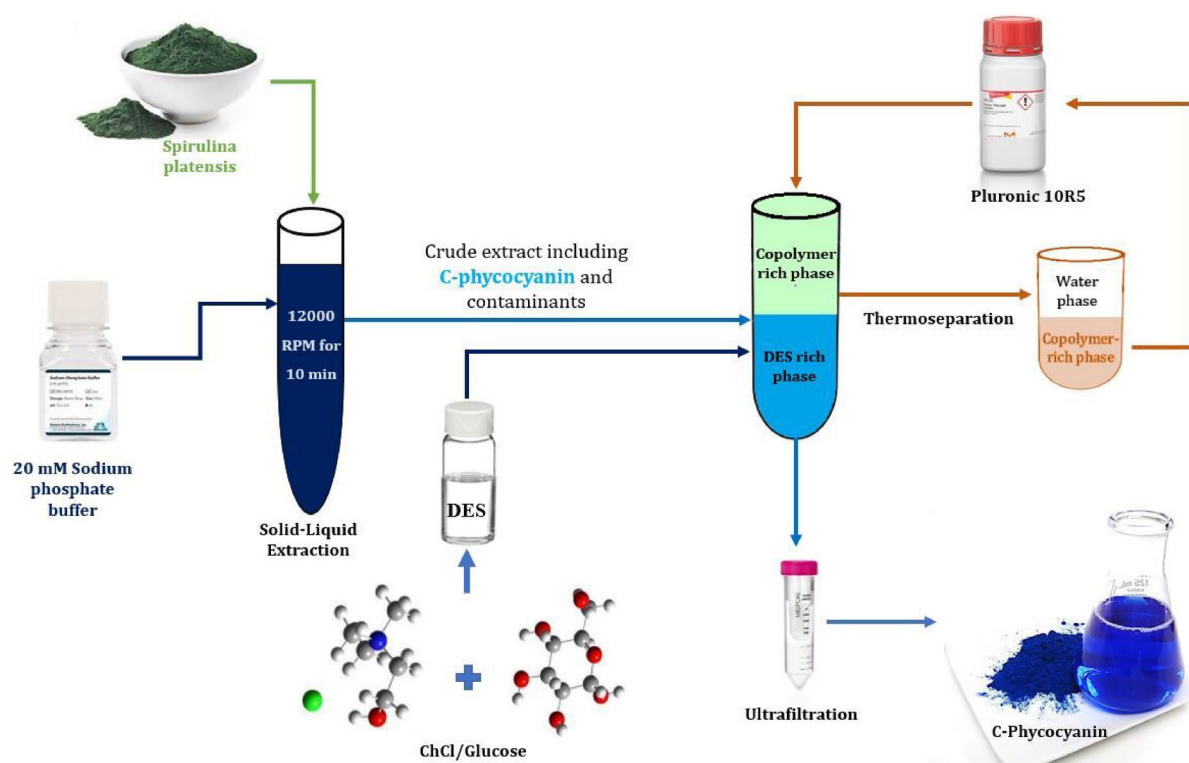 Spirulina
platensis
Pluronic 10R5
Crude extract including
C-phycocyanin and
contaminants
Copolymer
rich phase
Water
phase
Thermoseparation
Copolymer-
rich phase
12000
RPM for
10 min
DES rich
phase
20 mM Sodium
phosphate
buffer
DES
Solid-Liquid
Extraction
Ultrafiltration
C-Phycocyanin
ChCl/Glucose